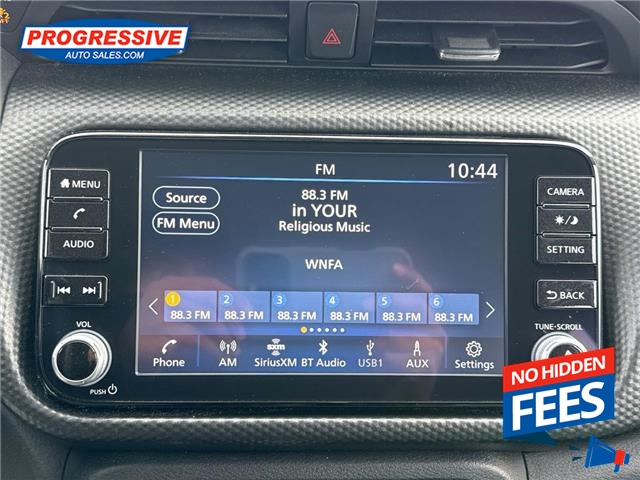 PROGRESSIVE
AUTO SALES.COM
FM
10:44
MENU
AUDIO
VOL
PUSH
Source
FM Menu
88.3 FM
in YOUR
Religious Music
WNFA
1 2 3 4 5 6
88.3 FM 88.3 FM 88.3 FM 88.3 FM 88.3 FM 88.3 FM
Phone AM SiriusXM BT Audio USB1 AUX Settings
sxm
CAMERA
SETTING
BACK
TUNE-SCROLL
NO HIDDEN
FEES